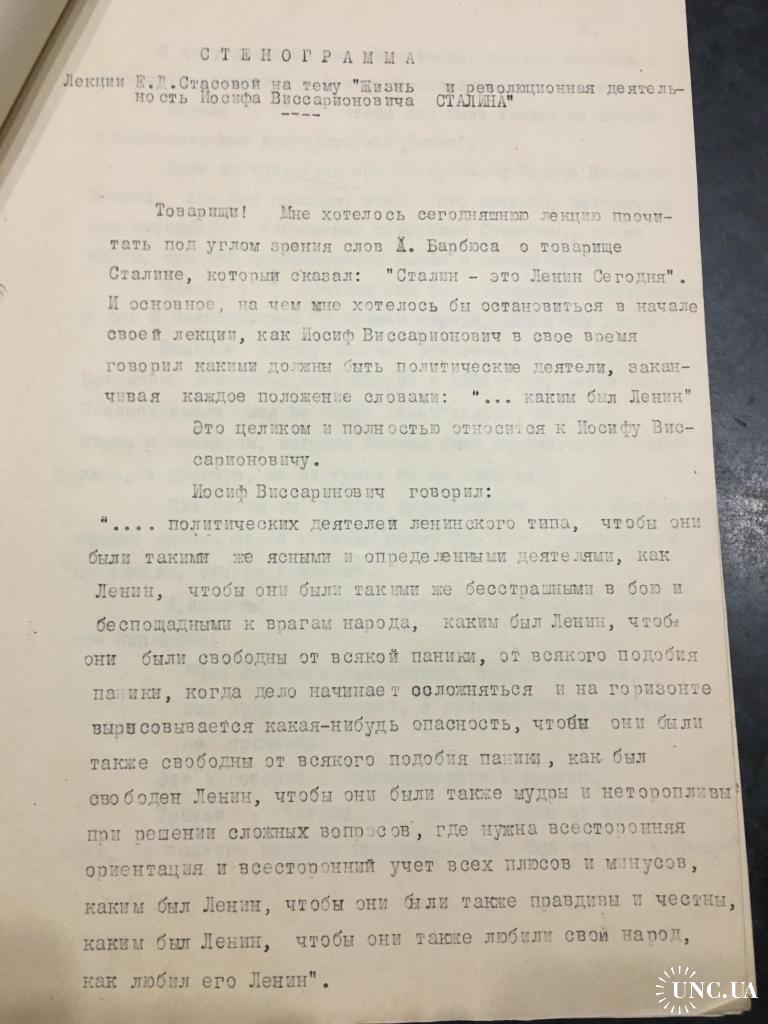 СТЕНОГРАММА
Лекции Е.Д.Стасовой на тему "Жизнь и революционная деятель-
ность Иосифа Виссарионовича СТАЛИНА"
Товарищи! Мне хотелось сегодняшнюю лекцию прочи-
тать под углом зрения слов А. Барбюса о товарище
Сталине, который сказал: "Сталин - это Ленин Сегодня".
И основное, на чем мне хотелось бы остановиться в начале
своей лекции, как Иосиф Виссарионович в свое время
говорил какими должны быть политические деятели, закан-
чивая каждое положение словами: "... каким был Ленин"
Это целиком и полностью относится к Иосифу Вис-
сарионовичу.
Иосиф Виссаринович говорил:
".... политических деятелей ленинского типа, чтобы они
были такими же ясными и определенными деятелями, как
Ленин, чтобы они были такими же бесстрашными в бою и
беспощадными к врагам народа, каким был Ленин, чтобы
они были свободны от всякой паники, от всякого подобия
паники, когда дело начинает осложняться и на горизонте
вырисовывается какая-нибудь опасность, чтобы они были
также свободны от всякого подобия паники, как был
свободен Ленин, чтобы они были также мудры и неторопливы
при решении сложных вопросов, где нужна всесторонняя
ориентация и всесторонний учет всех плюсов и минусов,
каким был Ленин, чтобы они были также правдивы и честны,
каким был Ленин, чтобы они также любили свой народ,
как любил его Ленин".
UNC.UA